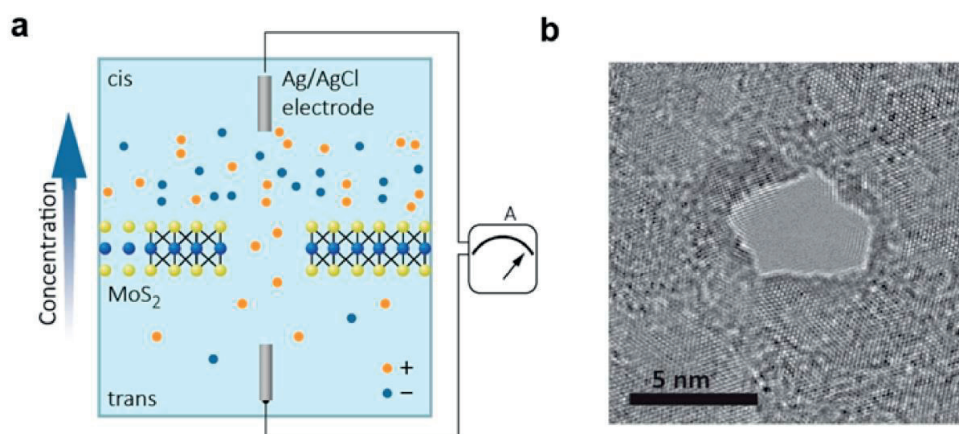 a
cis
Ag/AgCl
electrode
Concentration
A
MoS₂
+
−
trans
b
5 nm